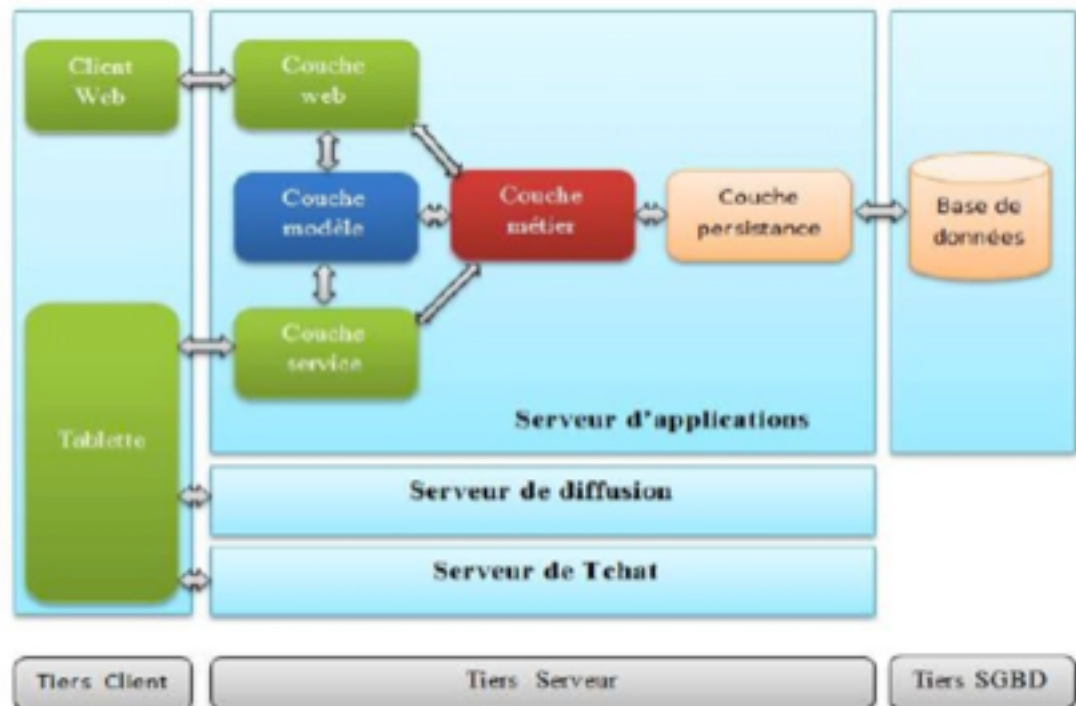 Client
Web
Couche
web
Couche
modèle
Couche
métier
Couche
persistance
Base de
données
Couche
service
Tablette
Serveur d'applications
Serveur de diffusion
Serveur de Tchat
Tiers Client
Tiers Serveur
Tiers SGBD